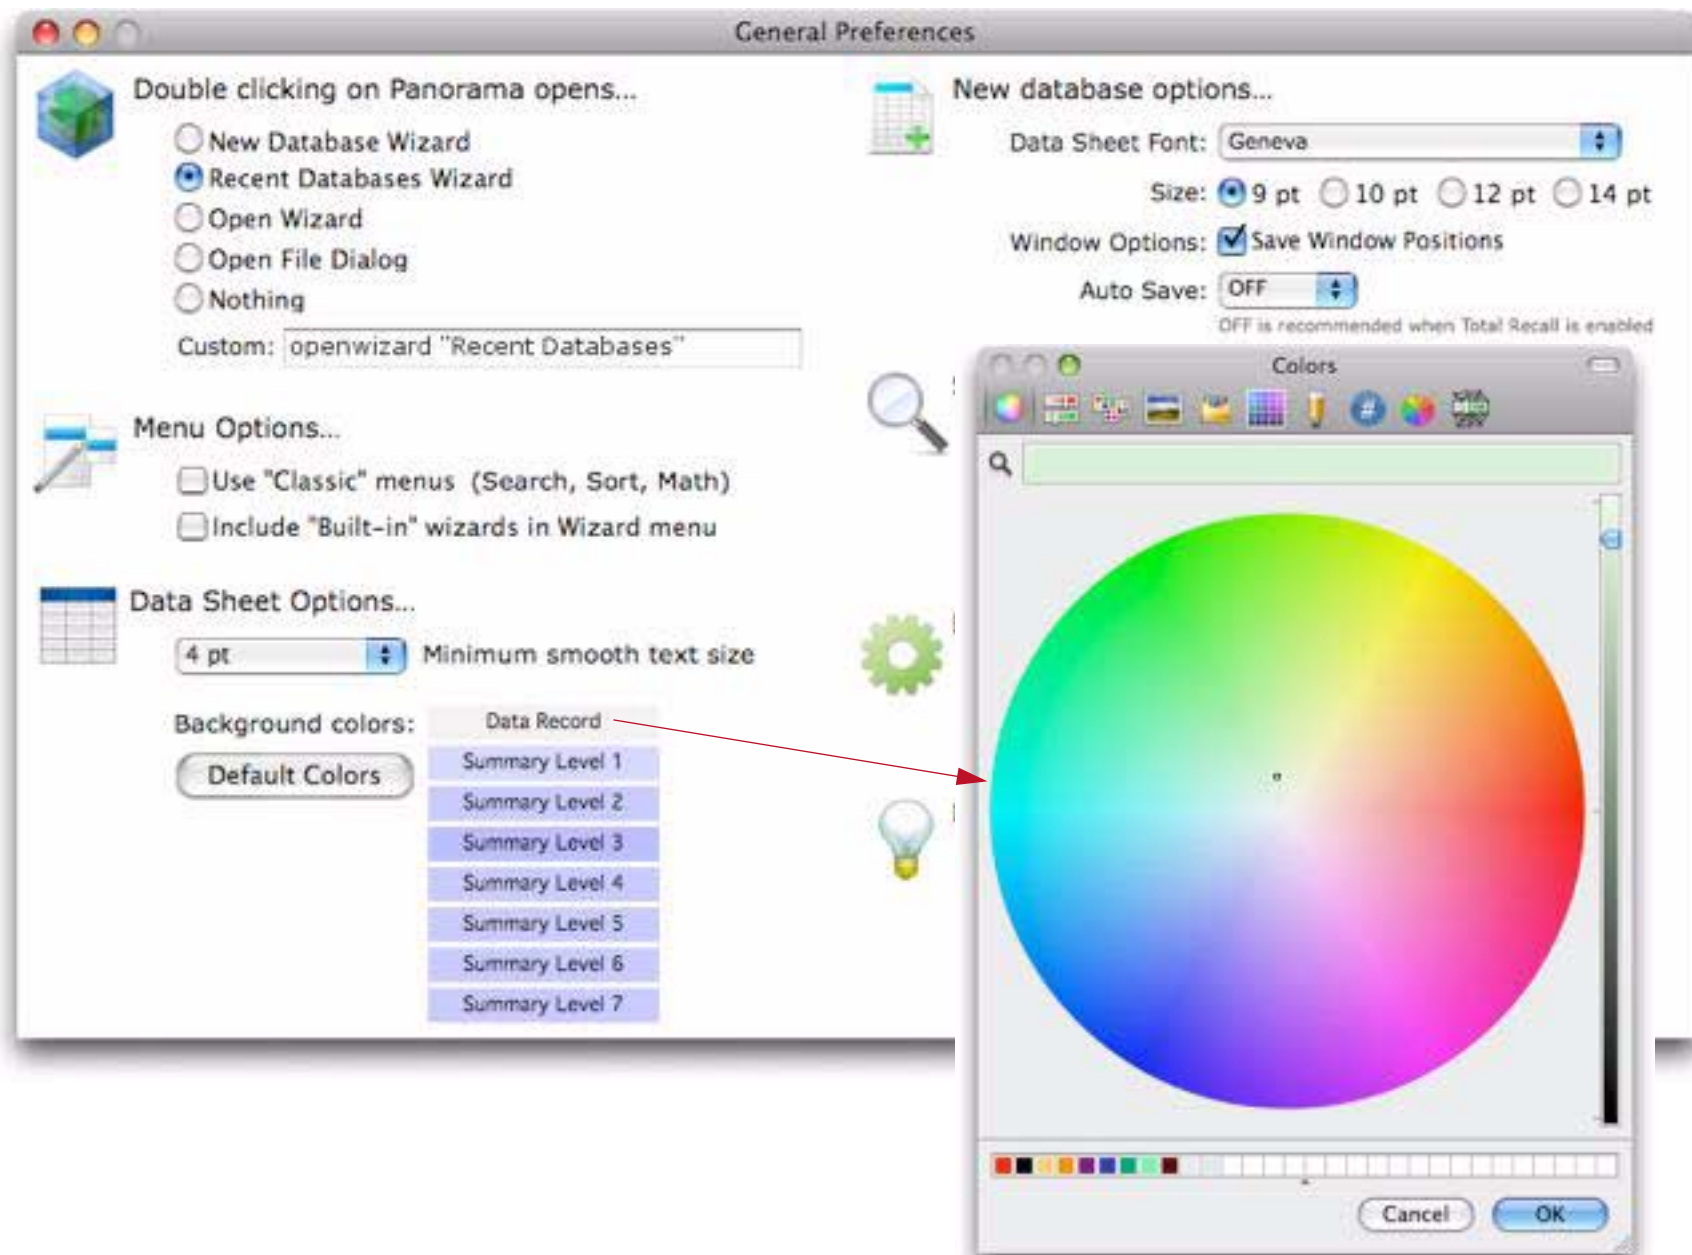 General Preferences
Double clicking on Panorama opens...
New Database Wizard
Recent Databases Wizard
Open Wizard
Open File Dialog
Nothing
Custom: openwizard "Recent Databases"
Menu Options...
Use "Classic" menus (Search, Sort, Math)
Include "Built-in" wizards in Wizard menu
Data Sheet Options...
4 pt Minimum smooth text size
Background colors:
Default Colors
Data Record
Summary Level 1
Summary Level 2
Summary Level 3
Summary Level 4
Summary Level 5
Summary Level 6
Summary Level 7
New database options...
Data Sheet Font: Geneva
Size: 9 pt 10 pt 12 pt 14 pt
Window Options: Save Window Positions
Auto Save: OFF
OFF is recommended when Total Recall is enabled
Colors
#
Cancel OK